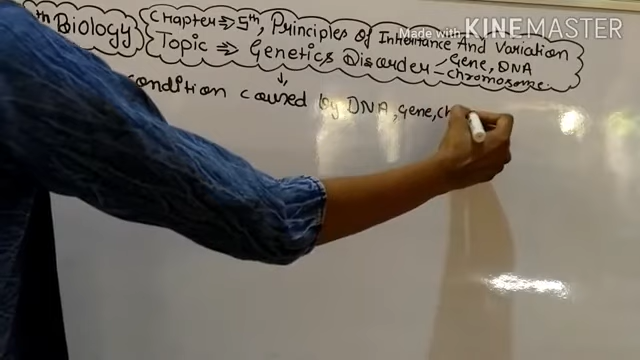 Made with KINEMASTER
th Biology
Chapter ⇒ 5th, Principles of Inheritance And Variation
Topic ⇒ Genetics Disorder - Gene, DNA
chromosome
condition caused by DNA, Gene, ch